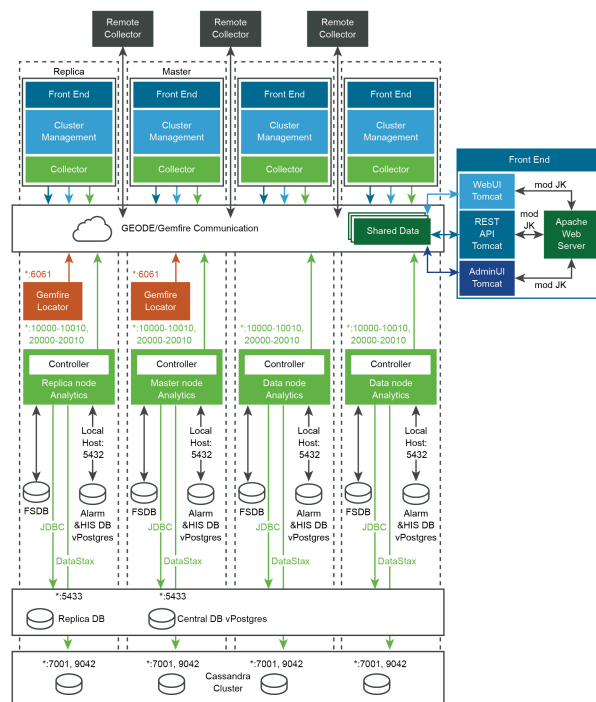 Remote
Collector
Remote
Collector
Remote
Collector
Replica
Master
Front End
Cluster
Management
Collector
Front End
Cluster
Management
Collector
Front End
Cluster
Management
Collector
Front End
Cluster
Management
Collector
Front End
WebUI
Tomcat
mod JK
REST
API
Tomcat
mod
JK
Apache
Web
Server
AdminUI
Tomcat
mod JK
GEODE/Gemfire Communication
Shared Data
*:6061
*:6061
Gemfire
Locator
Gemfire
Locator
*:10000-10010,
20000-20010
*:10000-10010,
20000-20010
*:10000-10010,
20000-20010
*:10000-10010,
20000-20010
Controller
Replica node
Analytics
Controller
Master node
Analytics
Controller
Data node
Analytics
Controller
Data node
Analytics
Local
Host:
5432
Local
Host:
5432
Local
Host:
5432
Local
Host:
5432
FSDB
Alarm
&HIS DB
vPostgres
FSDB
Alarm
&HIS DB
vPostgres
FSDB
Alarm
&HIS DB
vPostgres
FSDB
Alarm
&HIS DB
vPostgres
JDBC
JDBC
JDBC
JDBC
DataStax
DataStax
DataStax
DataStax
*:5433
*:5433
Replica DB
Central DB vPostgres
*:7001, 9042
*:7001, 9042
*:7001, 9042
*:7001, 9042
Cassandra
Cluster